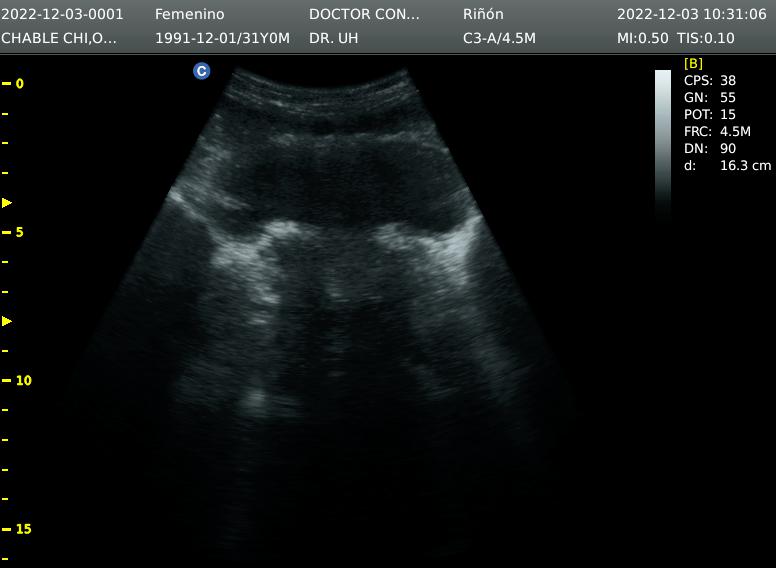 2022-12-03-0001 Femenino DOCTOR CON... Riñón 2022-12-03 10:31:06
CHABLE CHI,O... 1991-12-01/31Y0M DR. UH C3-A/4.5M MI:0.50 TIS:0.10
C
[B]
CPS: 38
GN: 55
POT: 15
FRC: 4.5M
DN: 90
d: 16.3 cm
0
5
10
15